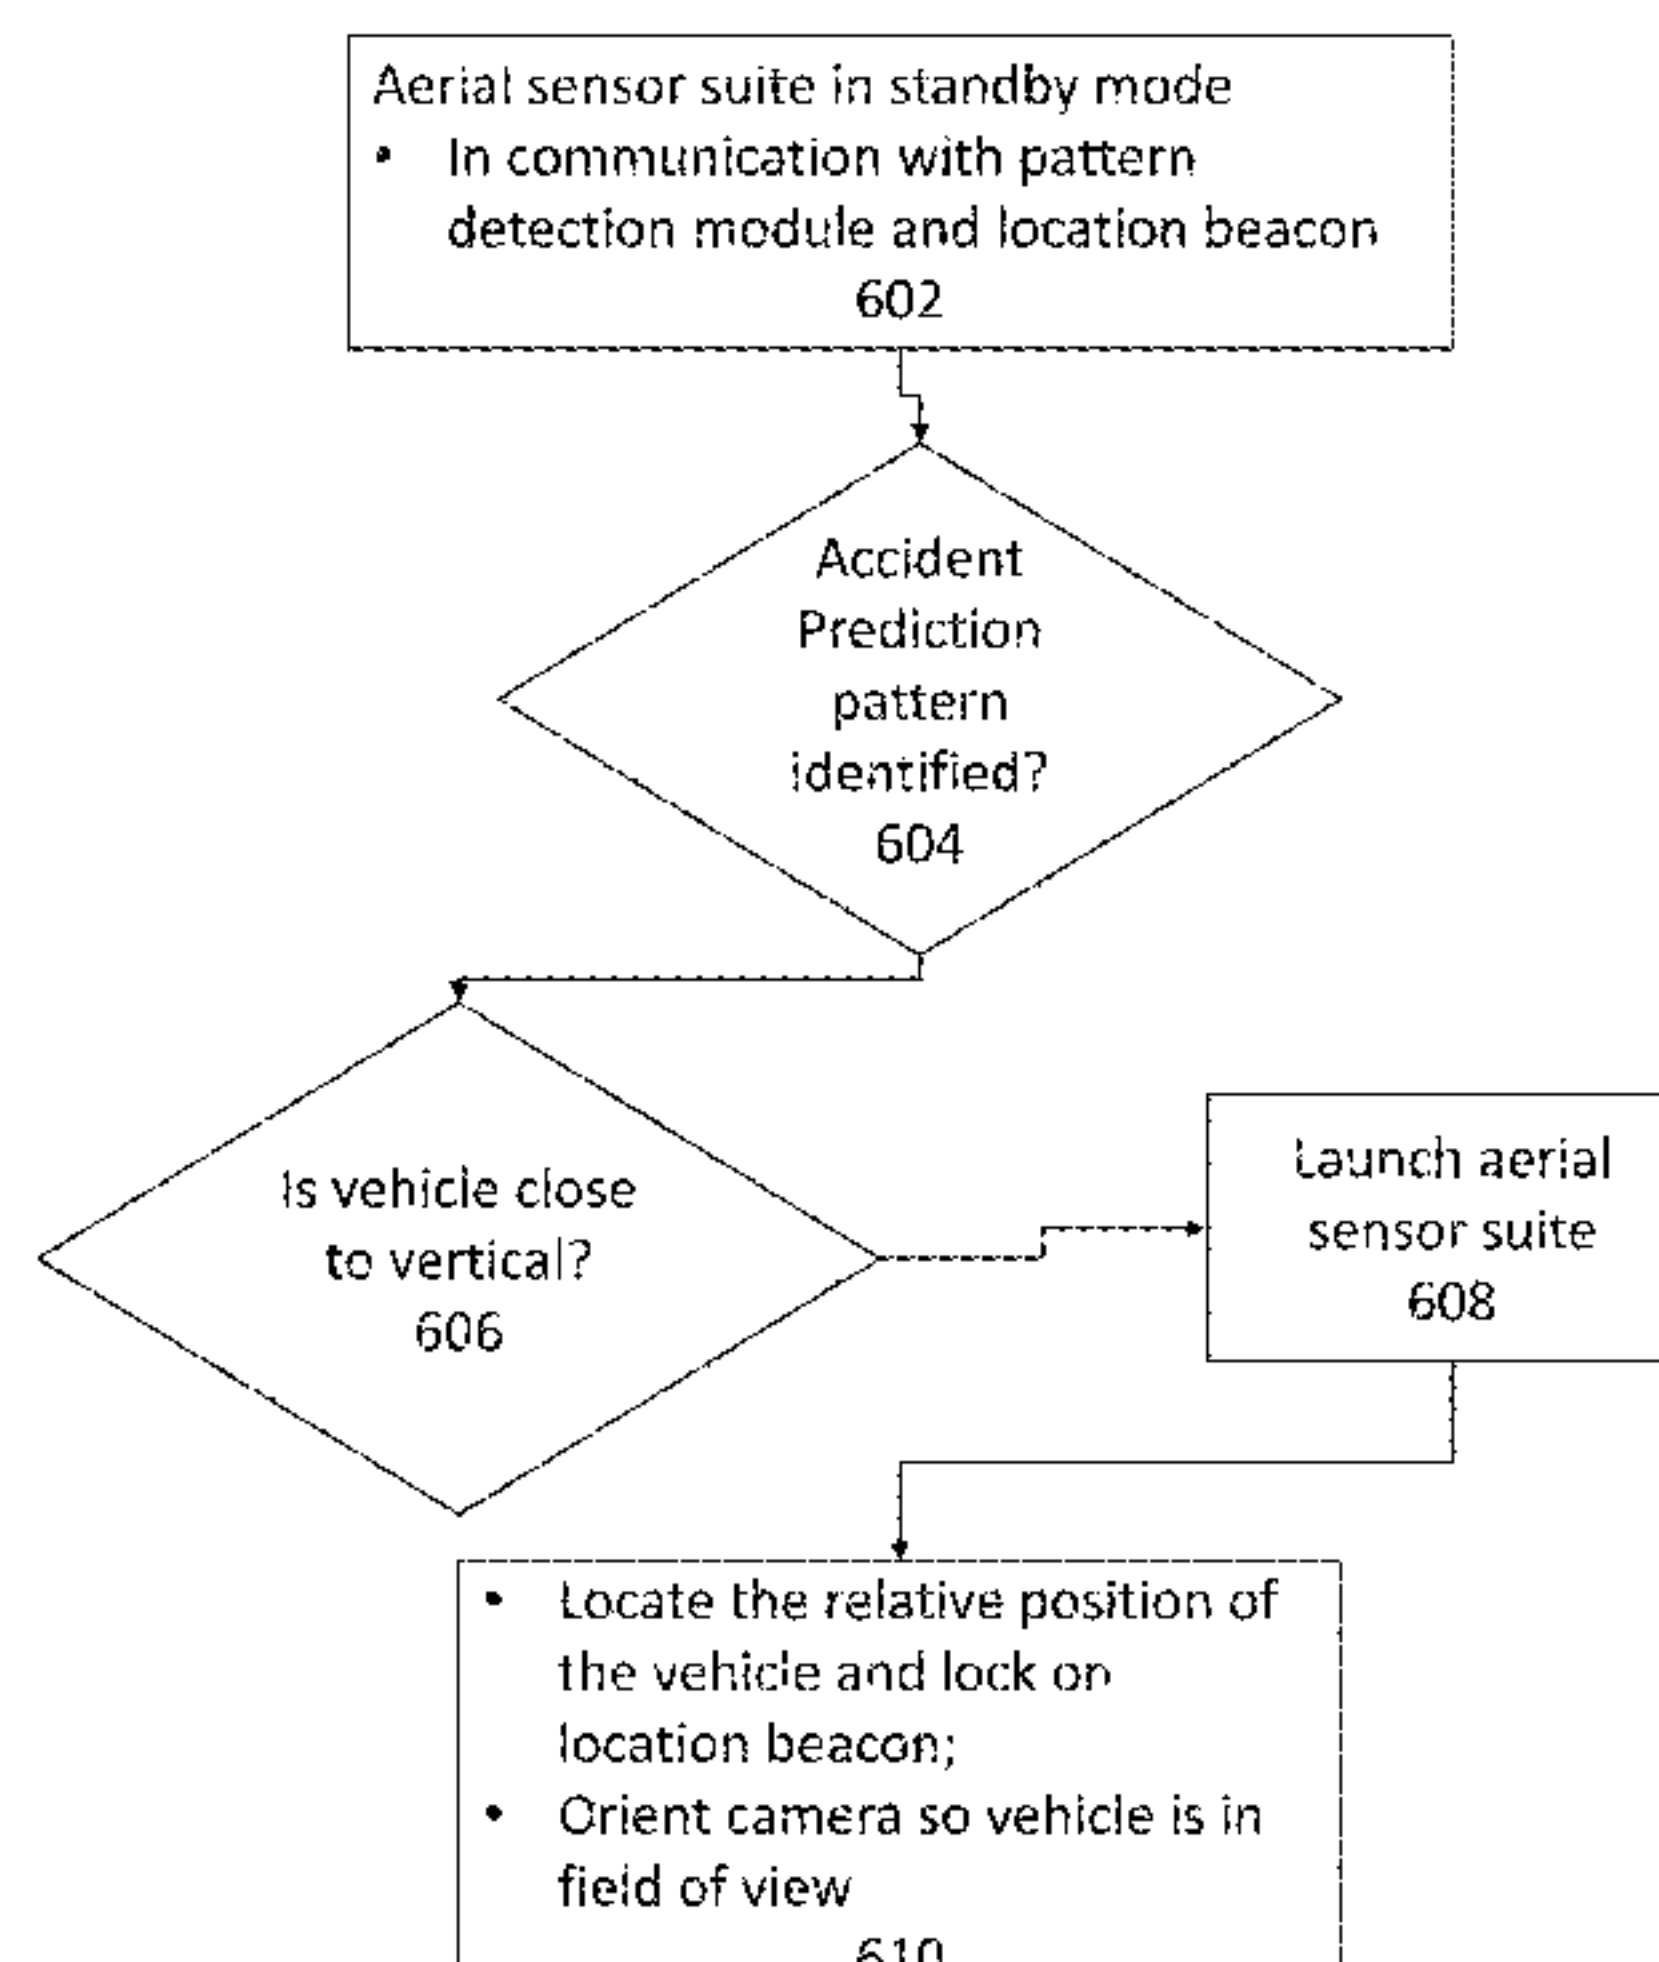 Aerial sensor suite in standby mode
• In communication with pattern
detection module and location beacon
602
Accident
Prediction
pattern
identified?
604
Is vehicle close
to vertical?
606
Launch aerial
sensor suite
608
• Locate the relative position of
the vehicle and lock on
location beacon;
• Orient camera so vehicle is in
field of view
610